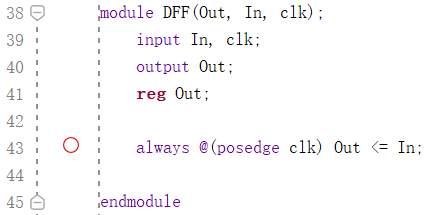 38 module DFF(Out, In, clk);
39 input In, clk;
40 output Out;
41 reg Out;
42
43 always @(posedge clk) Out <= In;
44
45 endmodule